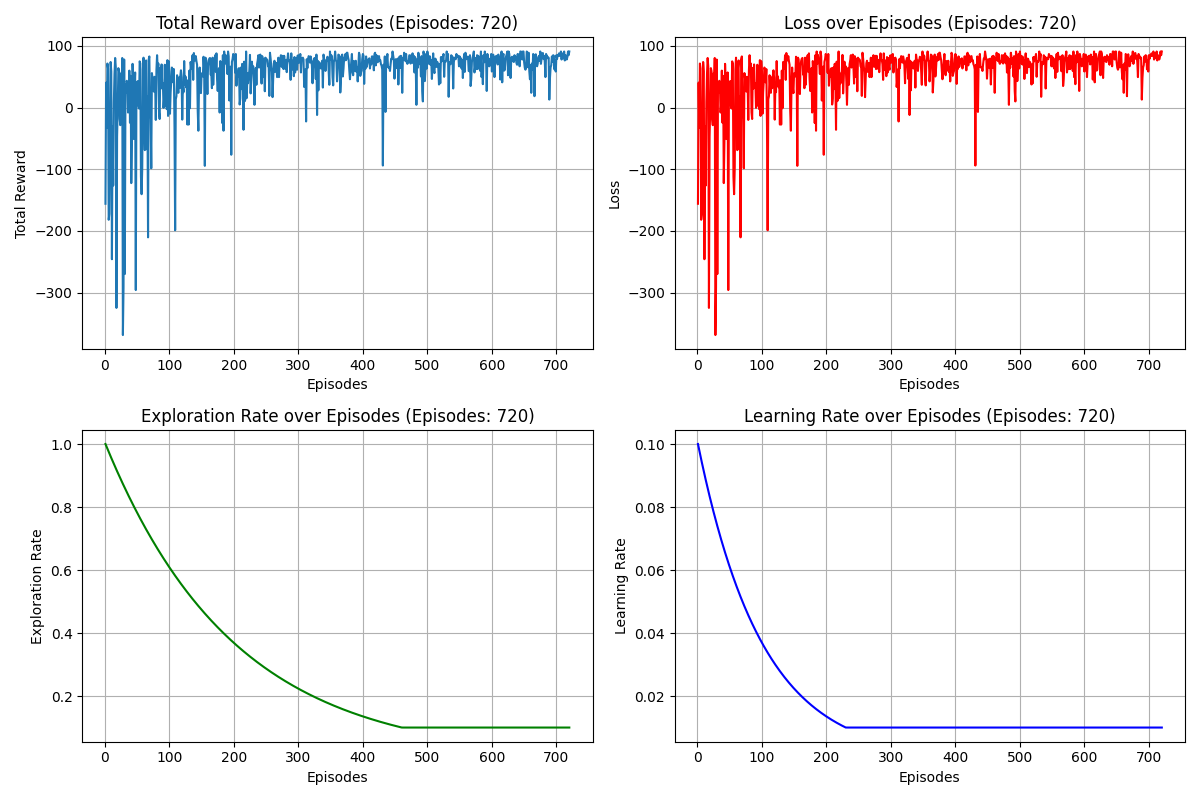 Total Reward over Episodes (Episodes: 720)
Total Reward
100
0
−100
−200
−300
0 100 200 300 400 500 600 700
Episodes
Loss over Episodes (Episodes: 720)
Loss
100
0
−100
−200
−300
0 100 200 300 400 500 600 700
Episodes
Exploration Rate over Episodes (Episodes: 720)
Exploration Rate
1.0
0.8
0.6
0.4
0.2
0 100 200 300 400 500 600 700
Episodes
Learning Rate over Episodes (Episodes: 720)
Learning Rate
0.10
0.08
0.06
0.04
0.02
0 100 200 300 400 500 600 700
Episodes